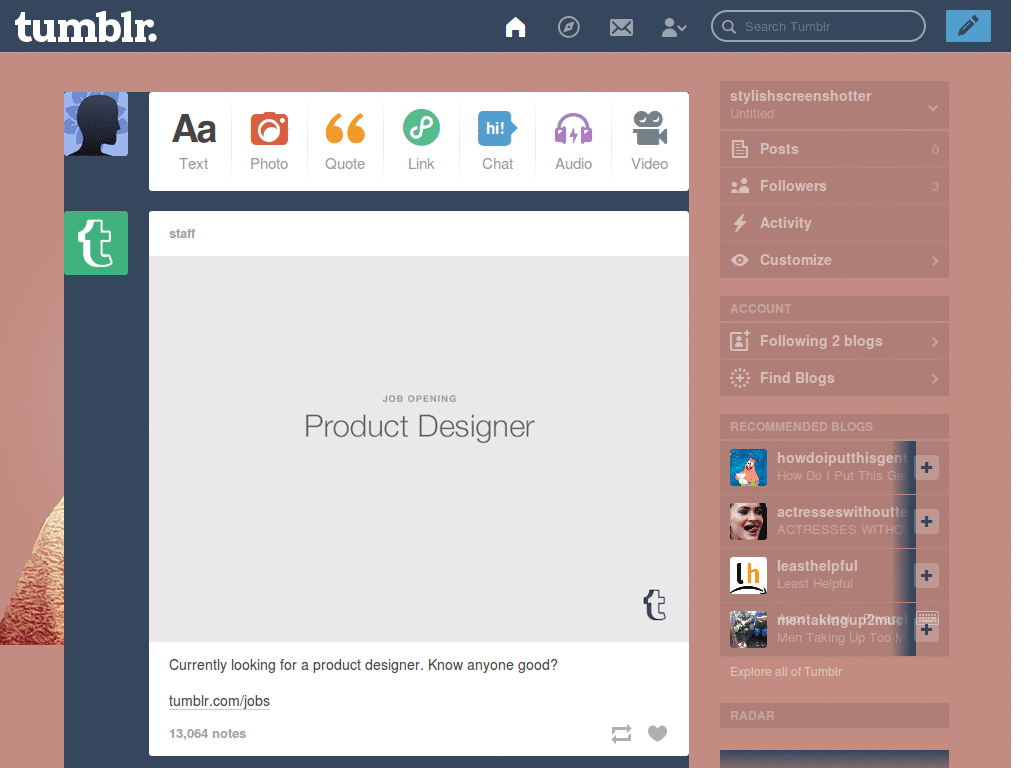 tumblr.
Search Tumblr
Aa
hi!
Text
Photo
Quote
Link
Chat
Audio
Video
staff
JOB OPENING
Product Designer
Currently looking for a product designer. Know anyone good?
tumblr.com/jobs
13,064 notes
stylishscreenshotter
Untitled
Posts 0
Followers 3
Activity
Customize
ACCOUNT
Following 2 blogs
Find Blogs
RECOMMENDED BLOGS
howdoiputthisgent
How Do I Put This Ge
actresseswithoutte
ACTRESSES WITHO
lh
leasthelpful
Least Helpful
mentakingup2mucl
Men Taking Up Too M
Explore all of Tumblr
RADAR